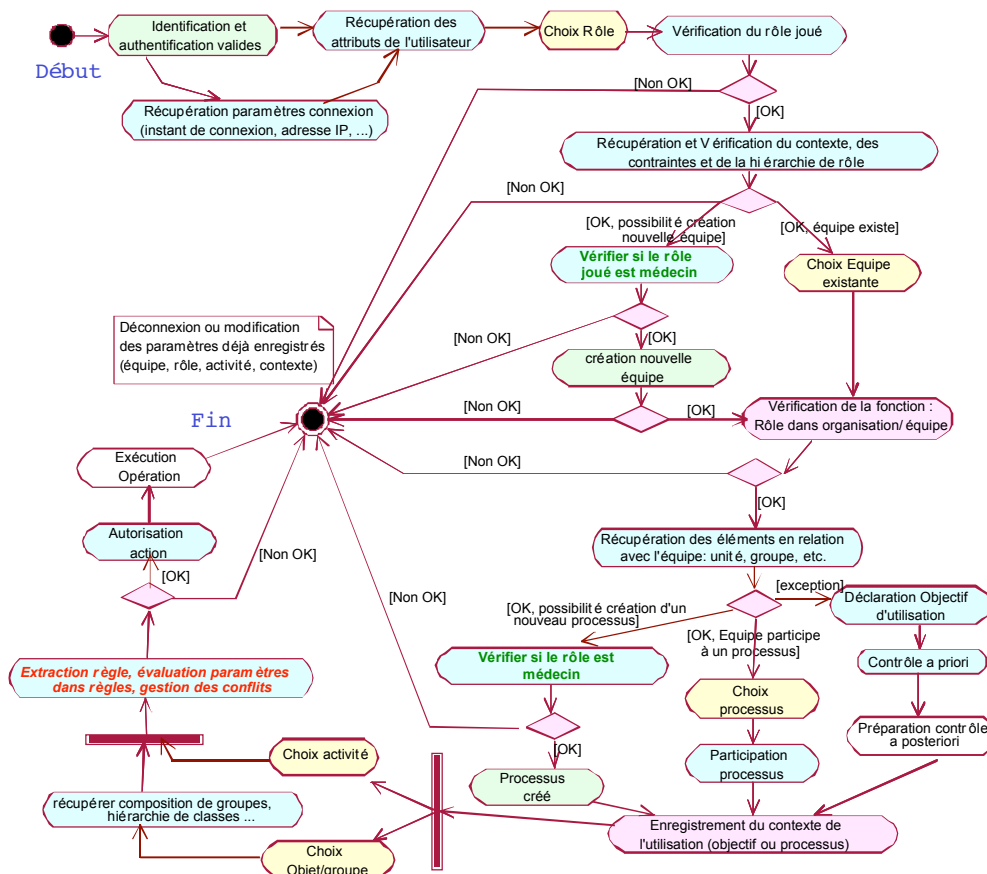 Identification et
authentification valides
Récupération des
attributs de l'utilisateur
Choix Rôle
Vérification du rôle joué
Début
Récupération paramètres connexion
(instant de connexion, adresse IP, ...)
[Non OK]
[OK]
Récupération et Vérification du contexte, des
contraintes et de la hiérarchie de rôle
[Non OK]
[OK, possibilité création
nouvelle équipe]
[OK, équipe existe]
Vérifier si le rôle
joué est médecin
Choix Equipe
existante
Déconnexion ou modification
des paramètres déjà enregistrés
(équipe, rôle, activité, contexte)
[Non OK]
[OK]
création nouvelle
équipe
Fin
[Non OK]
[OK]
Vérification de la fonction :
Rôle dans organisation/ équipe
[Non OK]
[OK]
Exécution
Opération
Autorisation
action
[Non OK]
[OK]
Récupération des éléments en relation
avec l'équipe: unité, groupe, etc.
[exception]
Déclaration Objectif
d'utilisation
[Non OK]
[OK, possibilité création d'un
nouveau processus]
[OK, Equipe participe
à un processus]
Vérifier si le rôle est
médecin
Contrôle a priori
Extraction règle, évaluation paramètres
dans règles, gestion des conflits
Choix
processus
Préparation contrôle
a posteriori
[OK]
Choix activité
Participation
processus
Processus
créé
récupérer composition de groupes,
hiérarchie de classes ...
Enregistrement du contexte de
l'utilisation (objectif ou processus)
Choix
Objet/groupe